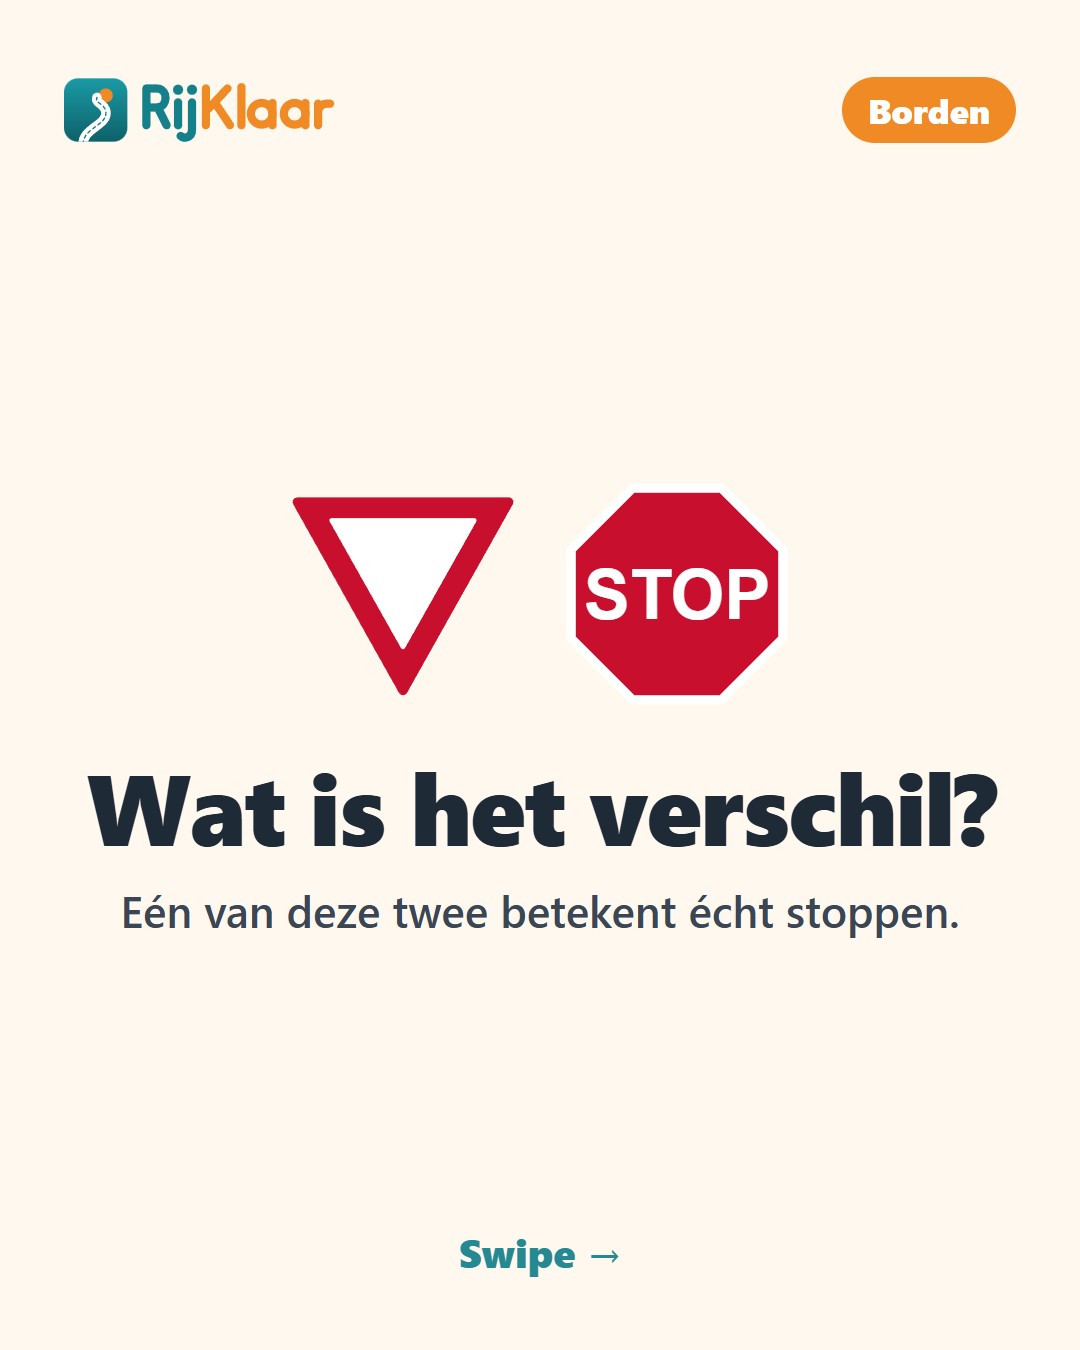 RijKlaar
Borden
STOP
Wat is het verschil?
Eén van deze twee betekent écht stoppen.
Swipe →